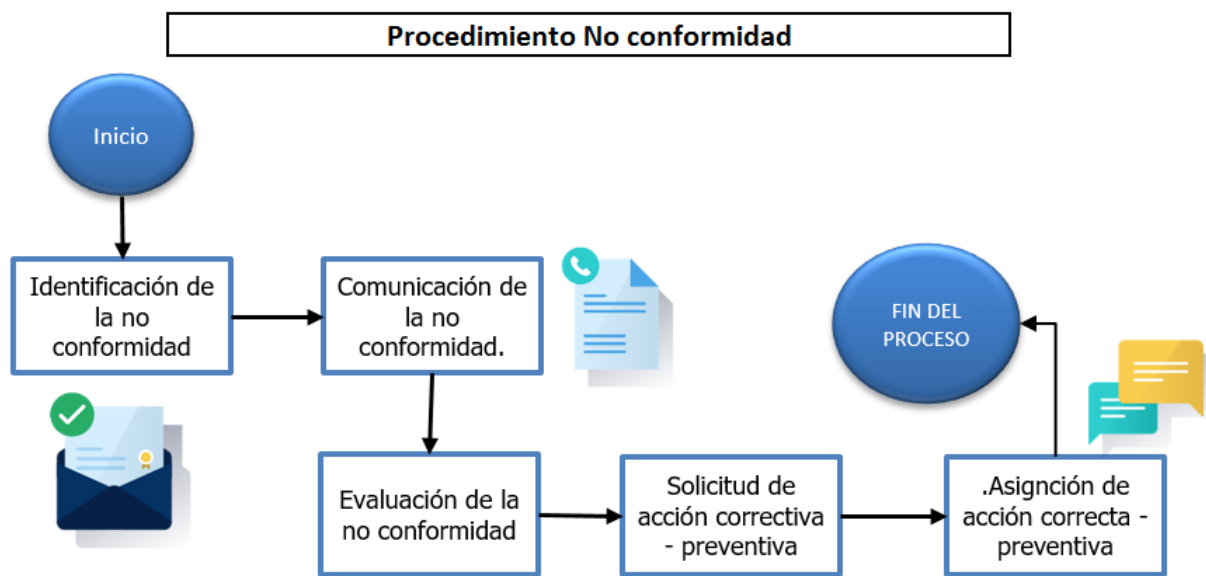 Procedimiento No conformidad
Inicio
Identificación de
la no
conformidad
Comunicación de
la no
conformidad.
Evaluación de la
no conformidad
Solicitud de
acción correctiva
- preventiva
.Asignción de
acción correcta -
preventiva
FIN DEL
PROCESO